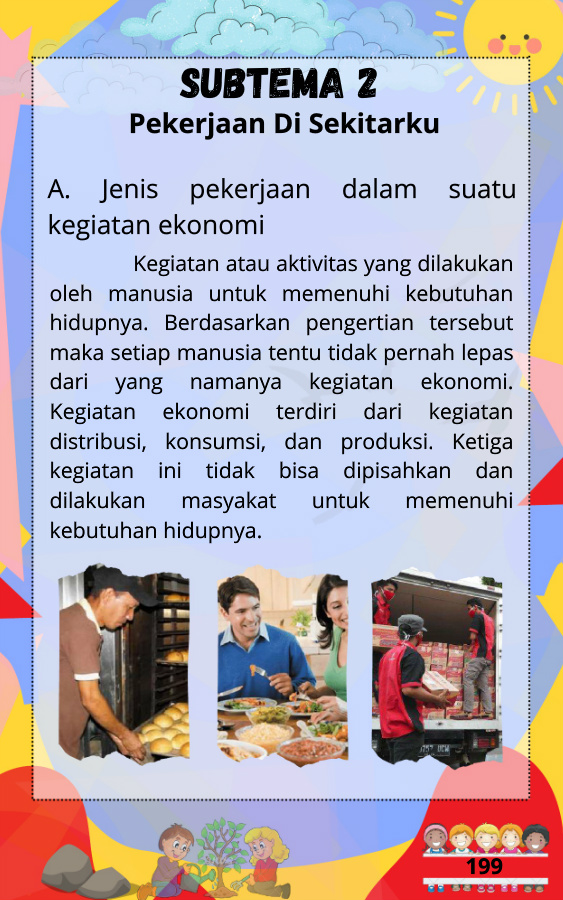 SUBTEMA 2
Pekerjaan Di Sekitarku
A. Jenis pekerjaan dalam suatu
kegiatan ekonomi
Kegiatan atau aktivitas yang dilakukan
oleh manusia untuk memenuhi kebutuhan
hidupnya. Berdasarkan pengertian tersebut
maka setiap manusia tentu tidak pernah lepas
dari yang namanya kegiatan ekonomi.
Kegiatan ekonomi terdiri dari kegiatan
distribusi, konsumsi, dan produksi. Ketiga
kegiatan ini tidak bisa dipisahkan dan
dilakukan masyakat untuk memenuhi
kebutuhan hidupnya.
199